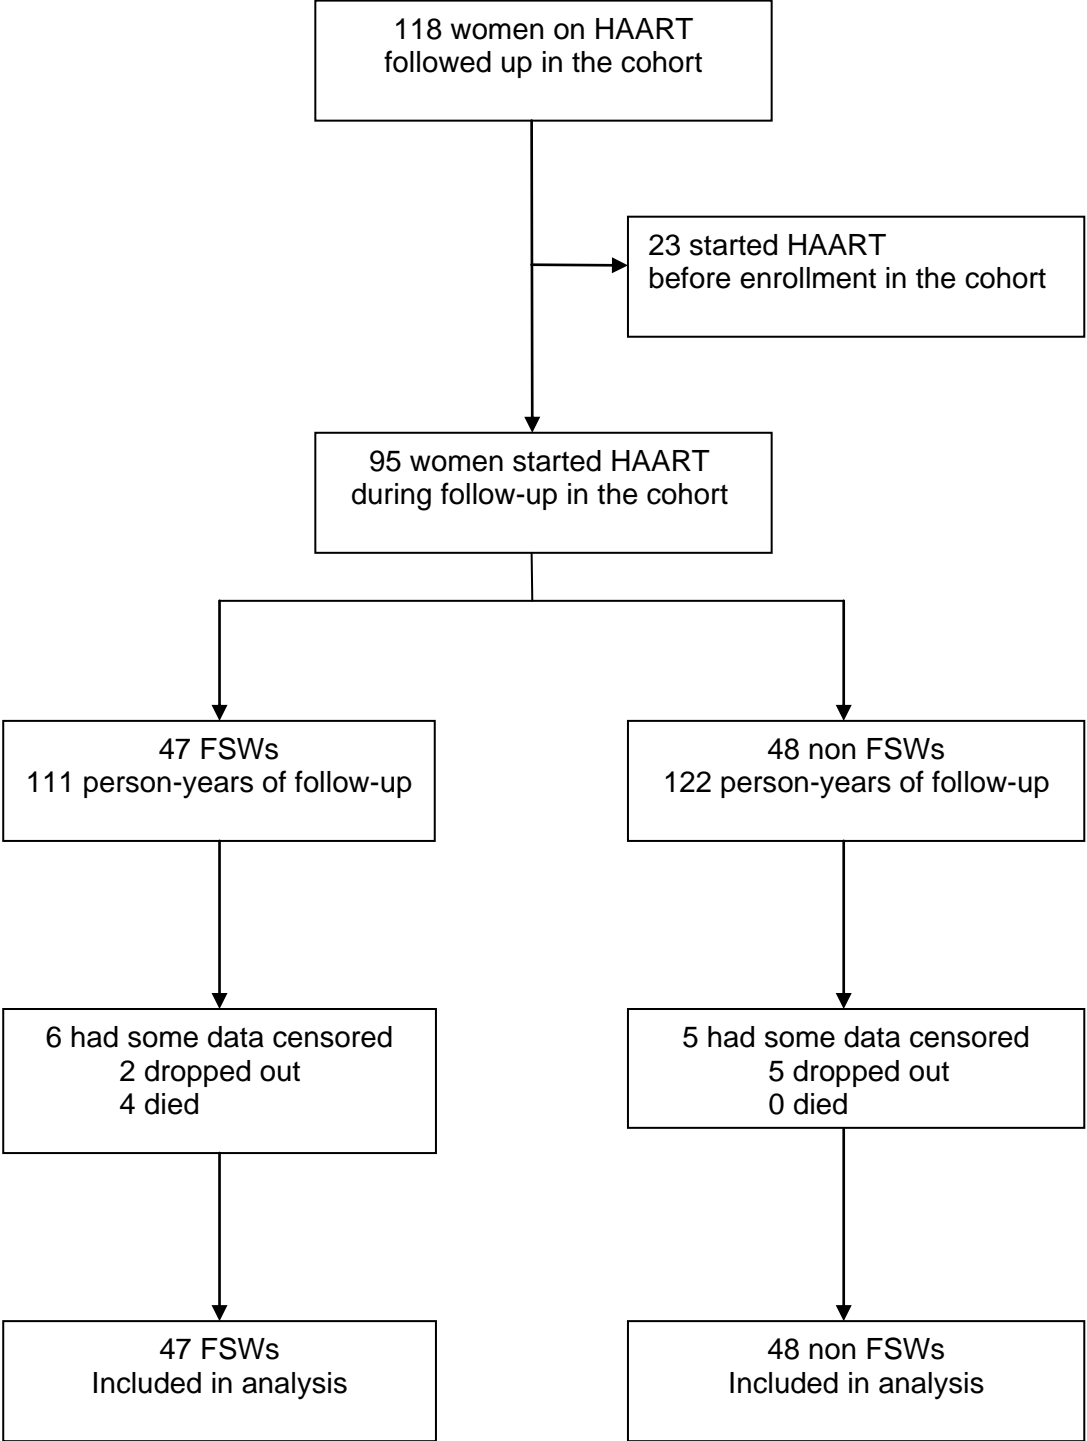 118 women on HAART
followed up in the cohort
23 started HAART
before enrollment in the cohort
95 women started HAART
during follow-up in the cohort
47 FSWs
111 person-years of follow-up
48 non FSWs
122 person-years of follow-up
6 had some data censored
2 dropped out
4 died
5 had some data censored
5 dropped out
0 died
47 FSWs
Included in analysis
48 non FSWs
Included in analysis